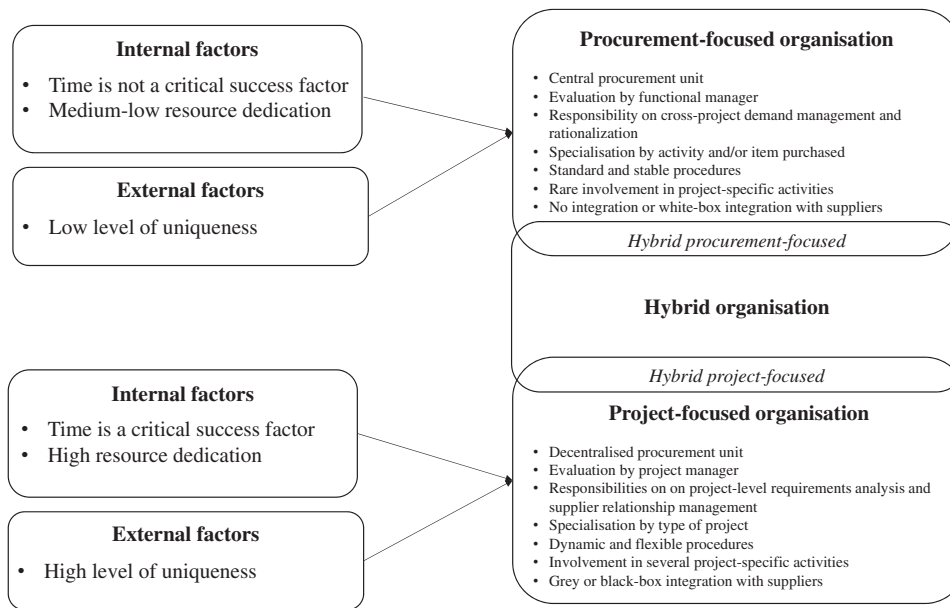 Internal factors
• Time is not a critical success factor
• Medium-low resource dedication
External factors
• Low level of uniqueness
Procurement-focused organisation
• Central procurement unit
• Evaluation by functional manager
• Responsibility on cross-project demand management and
rationalization
• Specialisation by activity and/or item purchased
• Standard and stable procedures
• Rare involvement in project-specific activities
• No integration or white-box integration with suppliers
Hybrid procurement-focused
Hybrid organisation
Hybrid project-focused
Internal factors
• Time is a critical success factor
• High resource dedication
External factors
• High level of uniqueness
Project-focused organisation
• Decentralised procurement unit
• Evaluation by project manager
• Responsibilities on on project-level requirements analysis and
supplier relationship management
• Specialisation by type of project
• Dynamic and flexible procedures
• Involvement in several project-specific activities
• Grey or black-box integration with suppliers